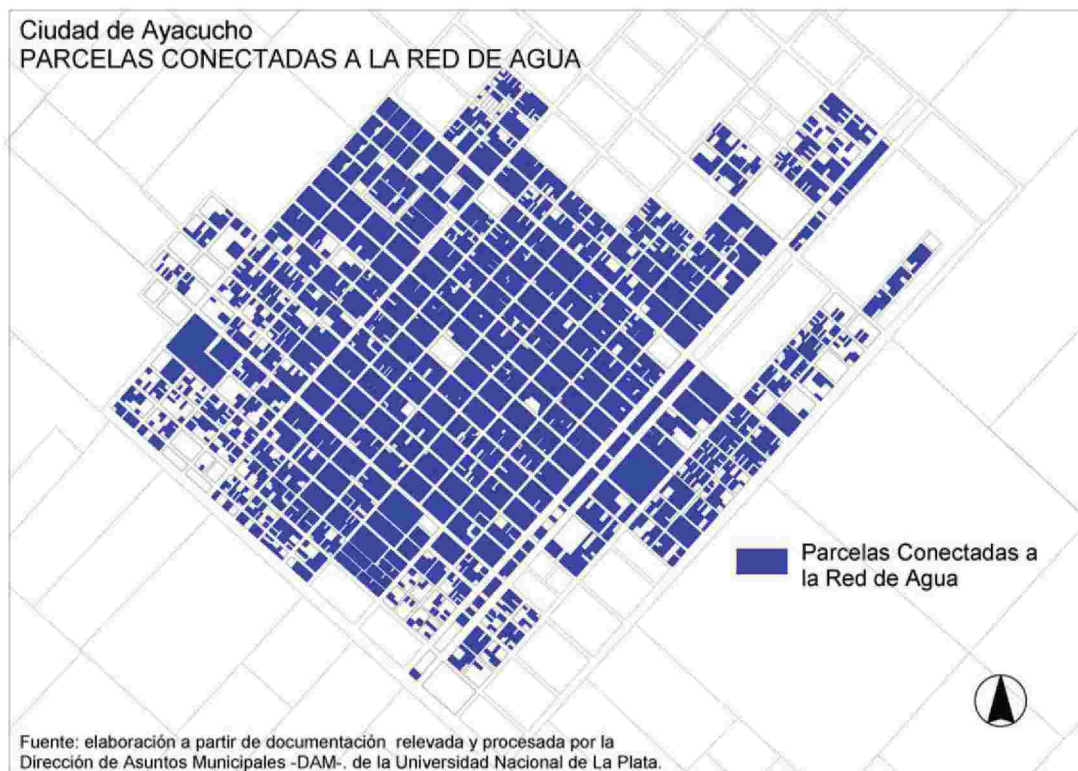 Ciudad de Ayacucho
PARCELAS CONECTADAS A LA RED DE AGUA
Parcelas Conectadas a
la Red de Agua
Fuente: elaboración a partir de documentación relevada y procesada por la
Dirección de Asuntos Municipales -DAM-. de la Universidad Nacional de La Plata.